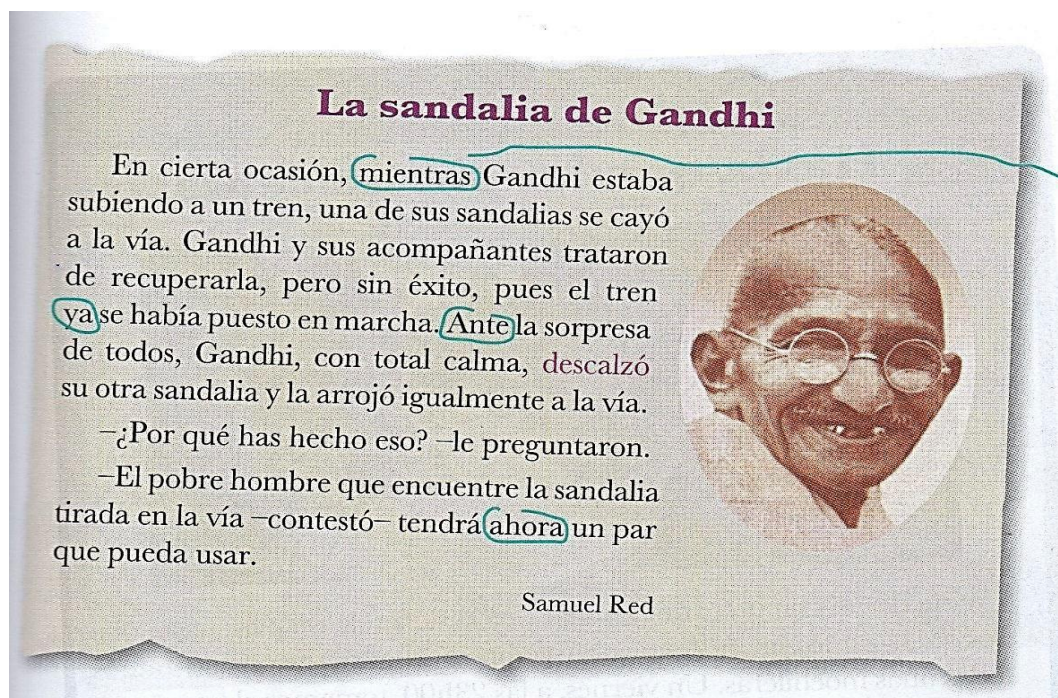 La sandalia de Gandhi
En cierta ocasión, mientras Gandhi estaba
subiendo a un tren, una de sus sandalias se cayó
a la vía. Gandhi y sus acompañantes trataron
de recuperarla, pero sin éxito, pues el tren
ya se había puesto en marcha. Ante la sorpresa
de todos, Gandhi, con total calma, descalzó
su otra sandalia y la arrojó igualmente a la vía.
–¿Por qué has hecho eso? –le preguntaron.
–El pobre hombre que encuentre la sandalia
tirada en la vía –contestó– tendrá ahora un par
que pueda usar.
Samuel Red